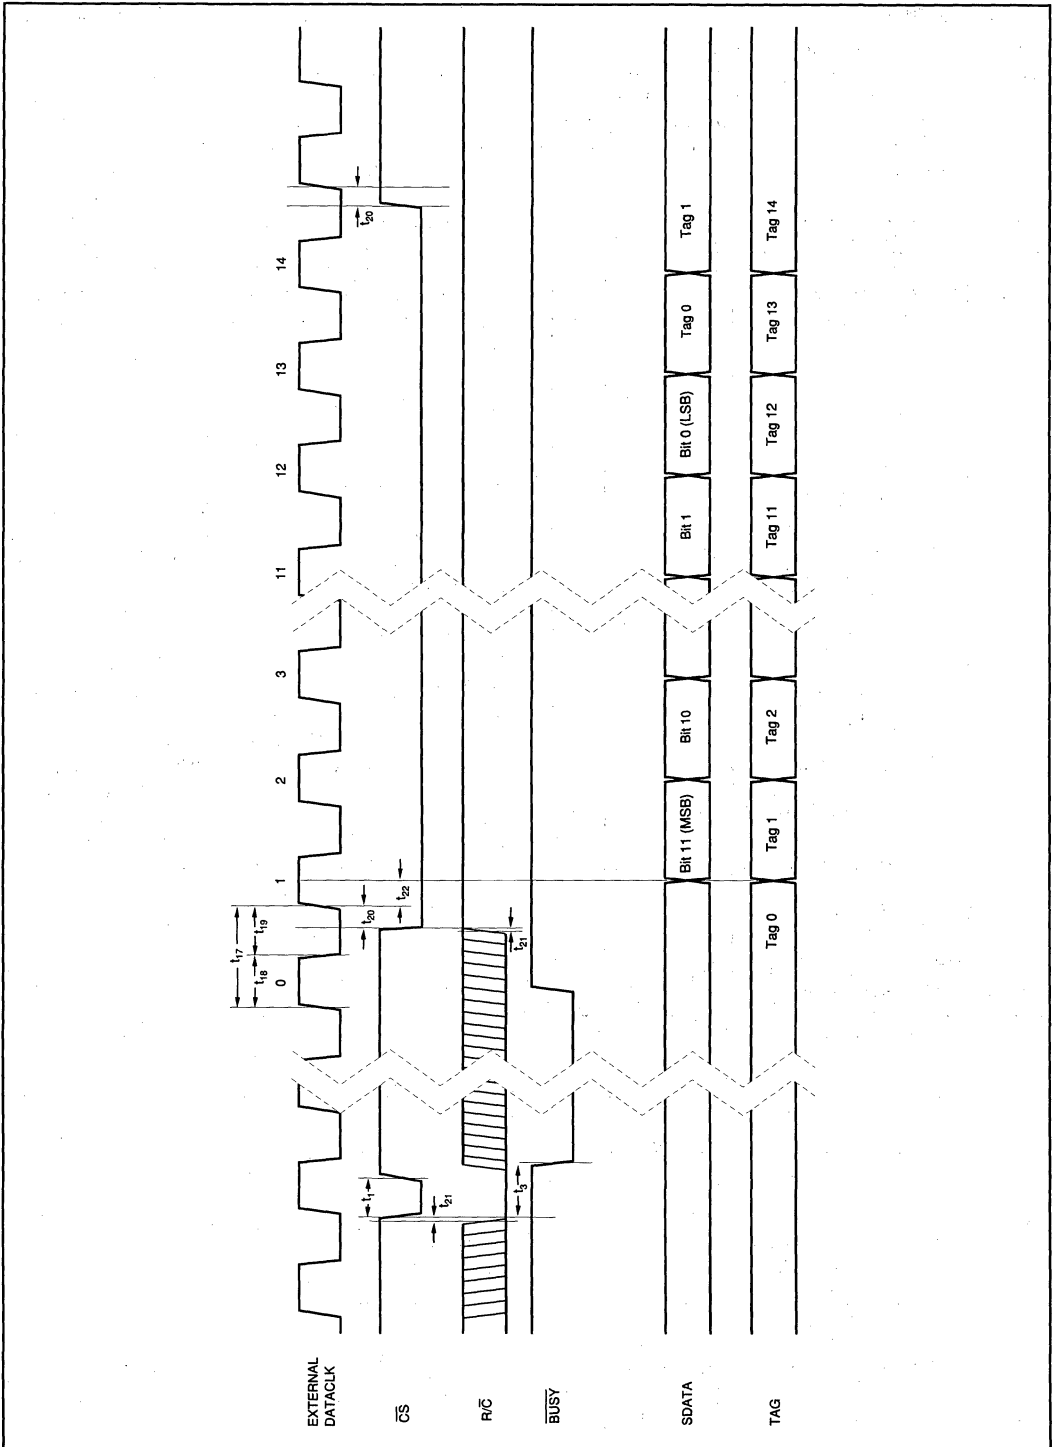 EXTERNAL
DATACLK
0
1
2
3
11
12
13
14
t17
t18
t19
t20
t22
t20
CS
t1
t21
R/C
t21
t3
BUSY
SDATA
Bit 11 (MSB)
Bit 10
Bit 1
Bit 0 (LSB)
Tag 0
Tag 1
TAG
Tag 0
Tag 1
Tag 2
Tag 11
Tag 12
Tag 13
Tag 14